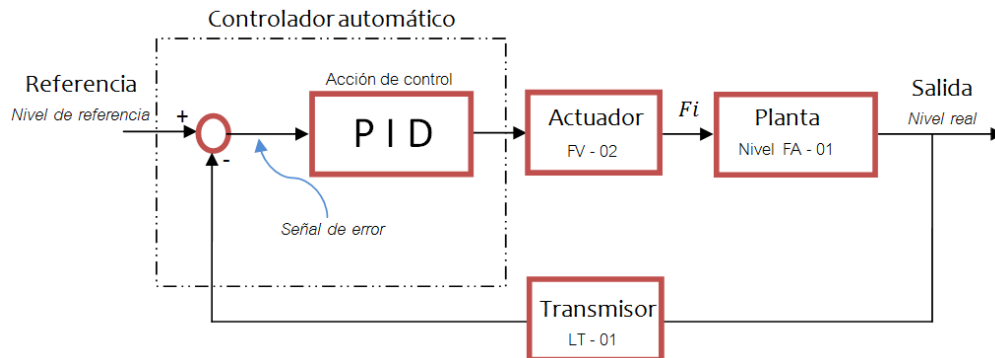 Controlador automático
Referencia
Nivel de referencia
+
-
Acción de control
P I D
Señal de error
Actuador
FV - 02
Fi
Planta
Nivel FA - 01
Salida
Nivel real
Transmisor
LT - 01